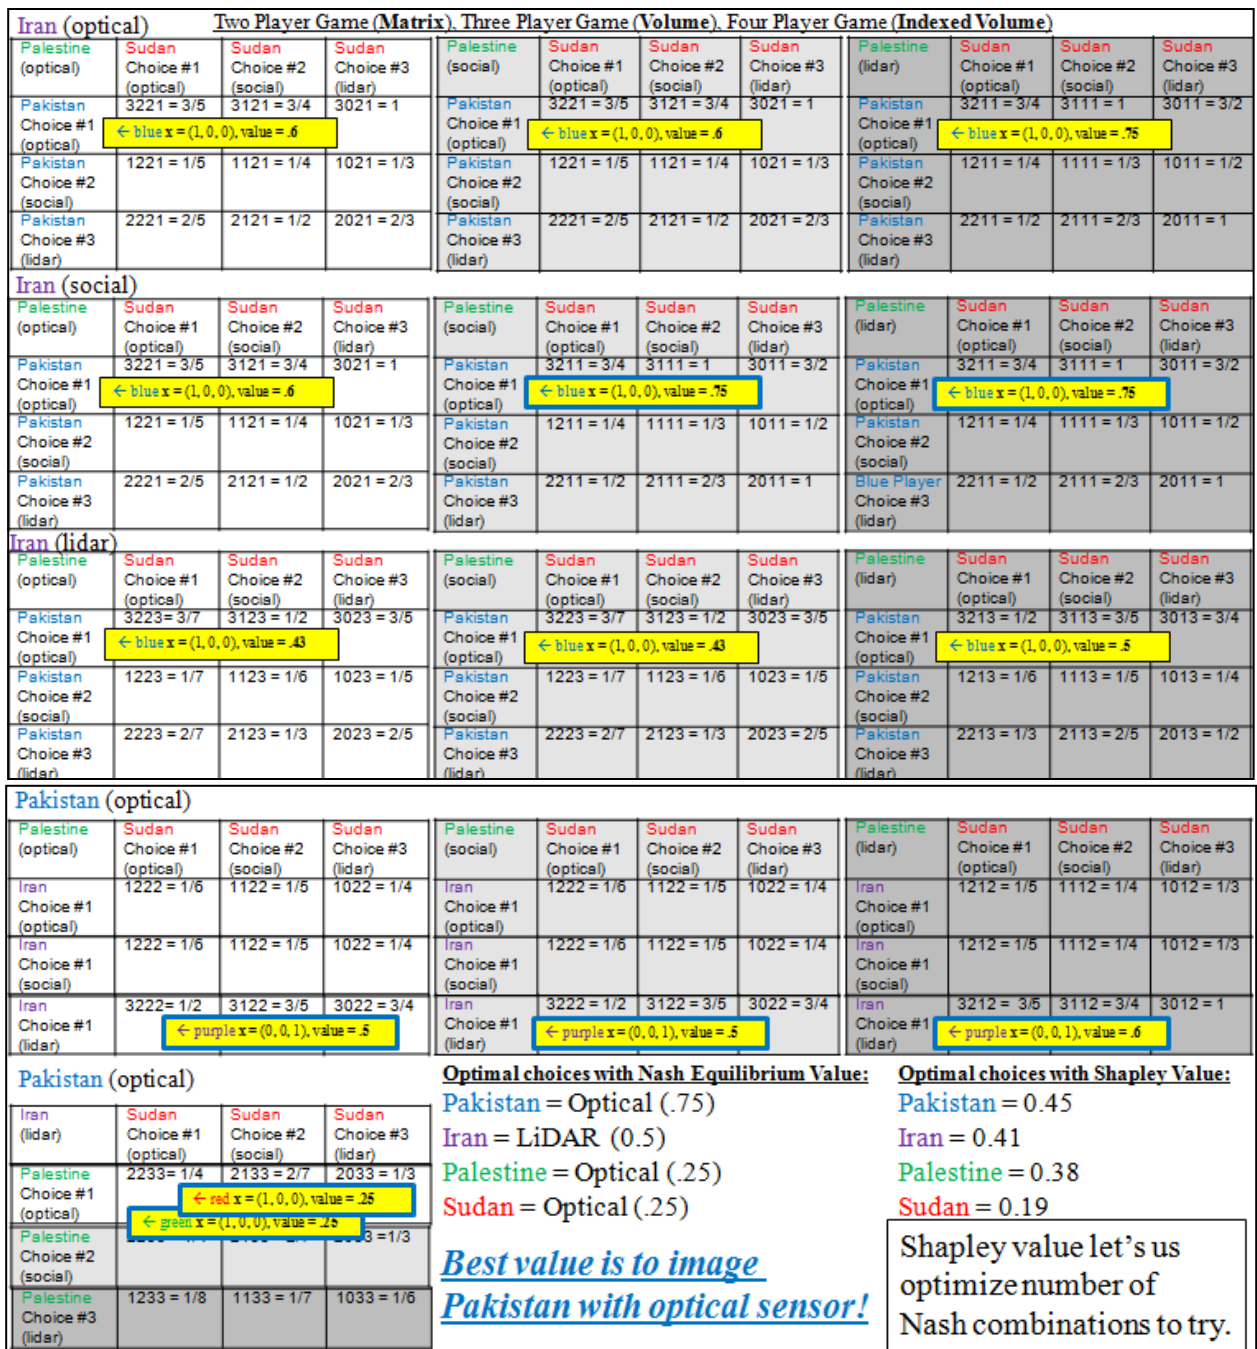 Iran (optical)
Two Player Game (Matrix), Three Player Game (Volume), Four Player Game (Indexed Volume)
Palestine (optical) Sudan Choice #1 (optical) Sudan Choice #2 (social) Sudan Choice #3 (lidar)
Pakistan Choice #1 (optical) 3221 = 3/5 3121 = 3/4 3021 = 1
← blue x = (1, 0, 0), value = .6
Pakistan Choice #2 (social) 1221 = 1/5 1121 = 1/4 1021 = 1/3
Pakistan Choice #3 (lidar) 2221 = 2/5 2121 = 1/2 2021 = 2/3
Palestine (social) Sudan Choice #1 (optical) Sudan Choice #2 (social) Sudan Choice #3 (lidar)
Pakistan Choice #1 (optical) 3221 = 3/5 3121 = 3/4 3021 = 1
← blue x = (1, 0, 0), value = .6
Pakistan Choice #2 (social) 1221 = 1/5 1121 = 1/4 1021 = 1/3
Pakistan Choice #3 (lidar) 2221 = 2/5 2121 = 1/2 2021 = 2/3
Palestine (lidar) Sudan Choice #1 (optical) Sudan Choice #2 (social) Sudan Choice #3 (lidar)
Pakistan Choice #1 (optical) 3211 = 3/4 3111 = 1 3011 = 3/2
← blue x = (1, 0, 0), value = .75
Pakistan Choice #2 (social) 1211 = 1/4 1111 = 1/3 1011 = 1/2
Pakistan Choice #3 (lidar) 2211 = 1/2 2111 = 2/3 2011 = 1
Iran (social)
Palestine (optical) Sudan Choice #1 (optical) Sudan Choice #2 (social) Sudan Choice #3 (lidar)
Pakistan Choice #1 (optical) 3221 = 3/5 3121 = 3/4 3021 = 1
← blue x = (1, 0, 0), value = .6
Pakistan Choice #2 (social) 1221 = 1/5 1121 = 1/4 1021 = 1/3
Pakistan Choice #3 (lidar) 2221 = 2/5 2121 = 1/2 2021 = 2/3
Palestine (social) Sudan Choice #1 (optical) Sudan Choice #2 (social) Sudan Choice #3 (lidar)
Pakistan Choice #1 (optical) 3211 = 3/4 3111 = 1 3011 = 3/2
← blue x = (1, 0, 0), value = .75
Pakistan Choice #2 (social) 1211 = 1/4 1111 = 1/3 1011 = 1/2
Pakistan Choice #3 (lidar) 2211 = 1/2 2111 = 2/3 2011 = 1
Palestine (lidar) Sudan Choice #1 (optical) Sudan Choice #2 (social) Sudan Choice #3 (lidar)
Pakistan Choice #1 (optical) 3211 = 3/4 3111 = 1 3011 = 3/2
← blue x = (1, 0, 0), value = .75
Pakistan Choice #2 (social) 1211 = 1/4 1111 = 1/3 1011 = 1/2
Blue Player Choice #3 (lidar) 2211 = 1/2 2111 = 2/3 2011 = 1
Iran (lidar)
Palestine (optical) Sudan Choice #1 (optical) Sudan Choice #2 (social) Sudan Choice #3 (lidar)
Pakistan Choice #1 (optical) 3223= 3/7 3123 = 1/2 3023 = 3/5
← blue x = (1, 0, 0), value = .43
Pakistan Choice #2 (social) 1223 = 1/7 1123 = 1/6 1023 = 1/5
Pakistan Choice #3 (lidar) 2223 = 2/7 2123 = 1/3 2023 = 2/5
Palestine (social) Sudan Choice #1 (optical) Sudan Choice #2 (social) Sudan Choice #3 (lidar)
Pakistan Choice #1 (optical) 3223 = 3/7 3123 = 1/2 3023 = 3/5
← blue x = (1, 0, 0), value = .43
Pakistan Choice #2 (social) 1223 = 1/7 1123 = 1/6 1023 = 1/5
Pakistan Choice #3 (lidar) 2223 = 2/7 2123 = 1/3 2023 = 2/5
Palestine (lidar) Sudan Choice #1 (optical) Sudan Choice #2 (social) Sudan Choice #3 (lidar)
Pakistan Choice #1 (optical) 3213 = 1/2 3113 = 3/5 3013 = 3/4
← blue x = (1, 0, 0), value = .5
Pakistan Choice #2 (social) 1213 = 1/6 1113 = 1/5 1013 = 1/4
Pakistan Choice #3 (lidar) 2213 = 1/3 2113 = 2/5 2013 = 1/2
Pakistan (optical)
Palestine (optical) Sudan Choice #1 (optical) Sudan Choice #2 (social) Sudan Choice #3 (lidar)
Iran Choice #1 (optical) 1222 = 1/6 1122 = 1/5 1022 = 1/4
Iran Choice #1 (social) 1222 = 1/6 1122 = 1/5 1022 = 1/4
Iran Choice #1 (lidar) 3222= 1/2 3122 = 3/5 3022 = 3/4
← purple x = (0, 0, 1), value = .5
Palestine (social) Sudan Choice #1 (optical) Sudan Choice #2 (social) Sudan Choice #3 (lidar)
Iran Choice #1 (optical) 1222 = 1/6 1122 = 1/5 1022 = 1/4
Iran Choice #1 (social) 1222 = 1/6 1122 = 1/5 1022 = 1/4
Iran Choice #1 (lidar) 3222 = 1/2 3122 = 3/5 3022 = 3/4
← purple x = (0, 0, 1), value = .5
Palestine (lidar) Sudan Choice #1 (optical) Sudan Choice #2 (social) Sudan Choice #3 (lidar)
Iran Choice #1 (optical) 1212 = 1/5 1112 = 1/4 1012 = 1/3
Iran Choice #1 (social) 1212 = 1/5 1112 = 1/4 1012 = 1/3
Iran Choice #1 (lidar) 3212 = 3/5 3112 = 3/4 3012 = 1
← purple x = (0, 0, 1), value = .6
Pakistan (optical)
Iran (lidar) Sudan Choice #1 (optical) Sudan Choice #2 (social) Sudan Choice #3 (lidar)
Palestine Choice #1 (optical) 2233= 1/4 2133 = 2/7 2033 = 1/3
← red x = (1, 0, 0), value = .25
← green x = (1, 0, 0), value = .25
Palestine Choice #2 (social) =1/3
Palestine Choice #3 (lidar) 1233 = 1/8 1133 = 1/7 1033 = 1/6
Optimal choices with Nash Equilibrium Value:
Pakistan = Optical (.75)
Iran = LiDAR (0.5)
Palestine = Optical (.25)
Sudan = Optical (.25)
Best value is to image
Pakistan with optical sensor!
Optimal choices with Shapley Value:
Pakistan = 0.45
Iran = 0.41
Palestine = 0.38
Sudan = 0.19
Shapley value let's us
optimize number of
Nash combinations to try.